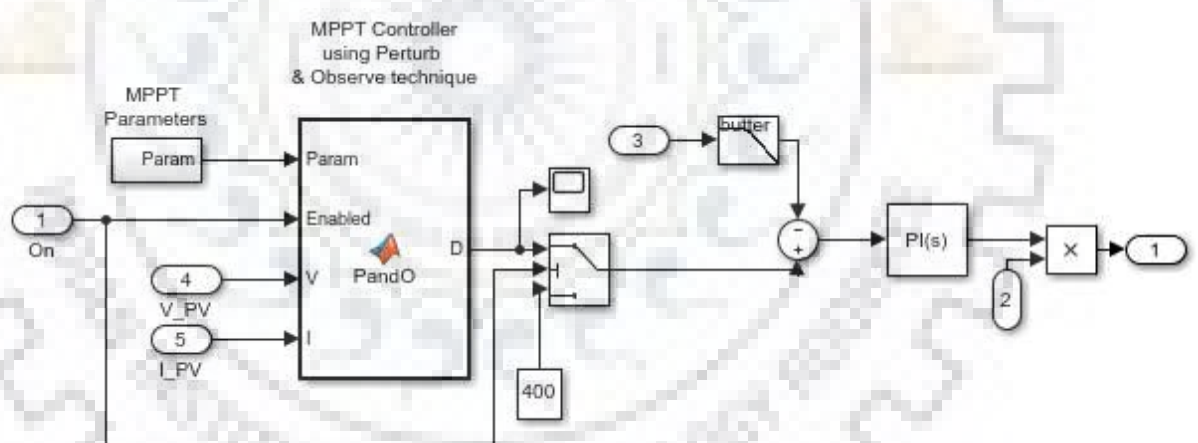 MPPT Controller
using Perturb
& Observe technique
MPPT
Parameters
Param
Param
1
On
Enabled
4
V_PV
V
5
I_PV
I
PandO
D
400
3
butter
-
+
PI(s)
2
×
1